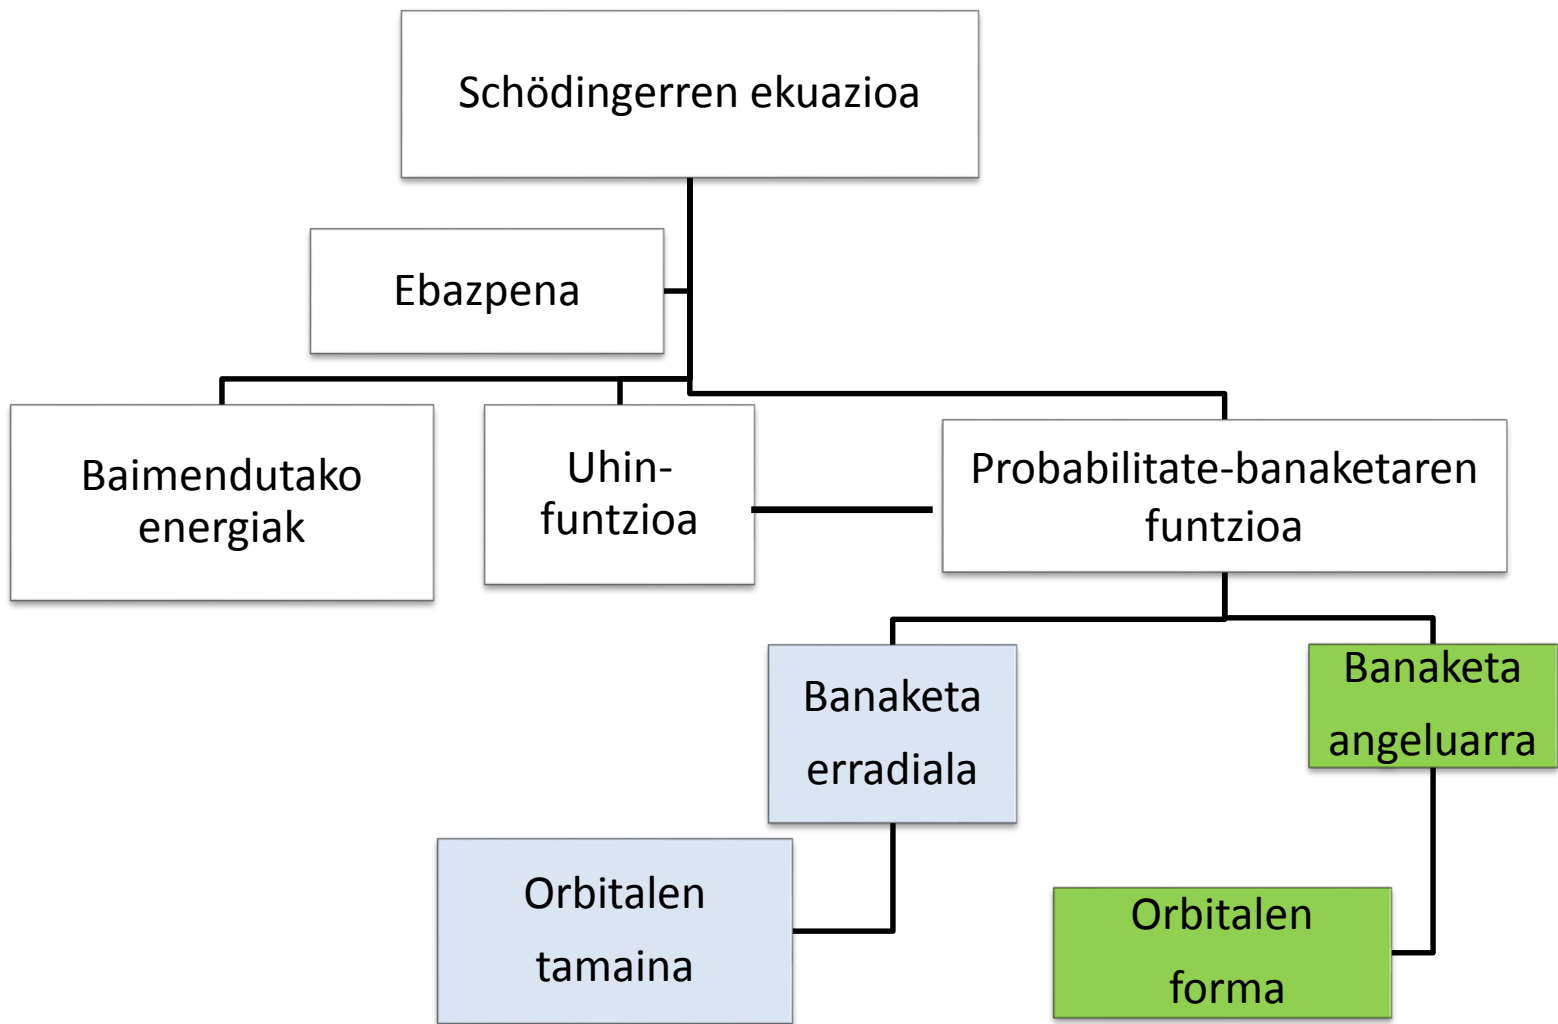 Schödingerren ekuazioa
Ebazpena
Baimendutako
energiak
Uhin-
funtzioa
Probabilitate-banaketaren
funtzioa
Banaketa
erradiala
Banaketa
angeluarra
Orbitalen
tamaina
Orbitalen
forma